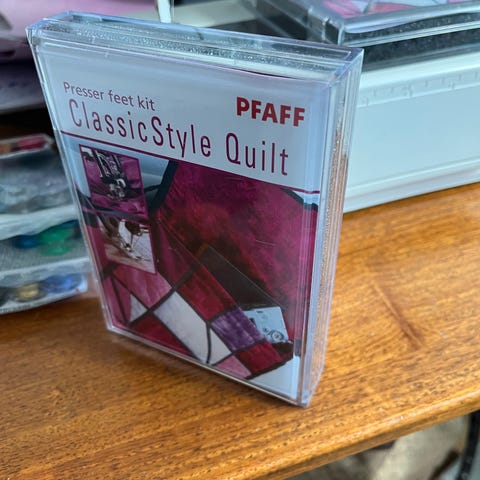 Presser feet kit
PFAFF
ClassicStyle Quilt